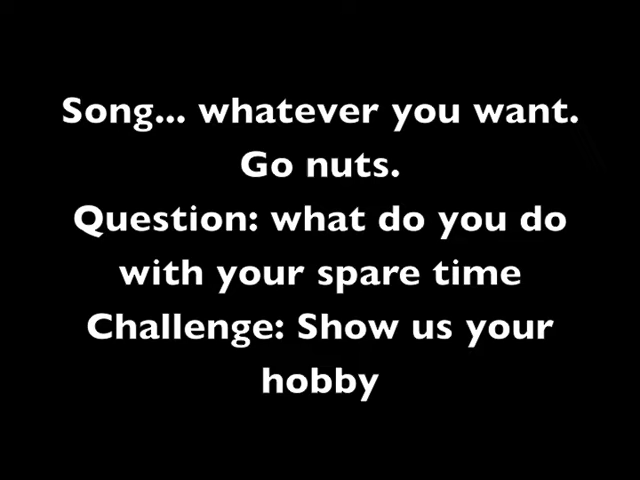 Song... whatever you want.
Go nuts.
Question: what do you do
with your spare time
Challenge: Show us your
hobby